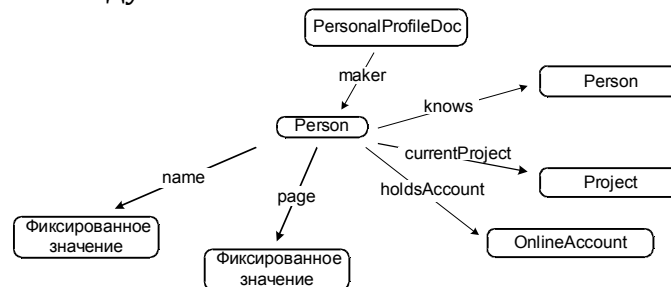 PersonalProfileDoc
maker
Person
knows
Person
currentProject
Project
holdsAccount
OnlineAccount
name
page
Фиксированное
значение
Фиксированное
значение